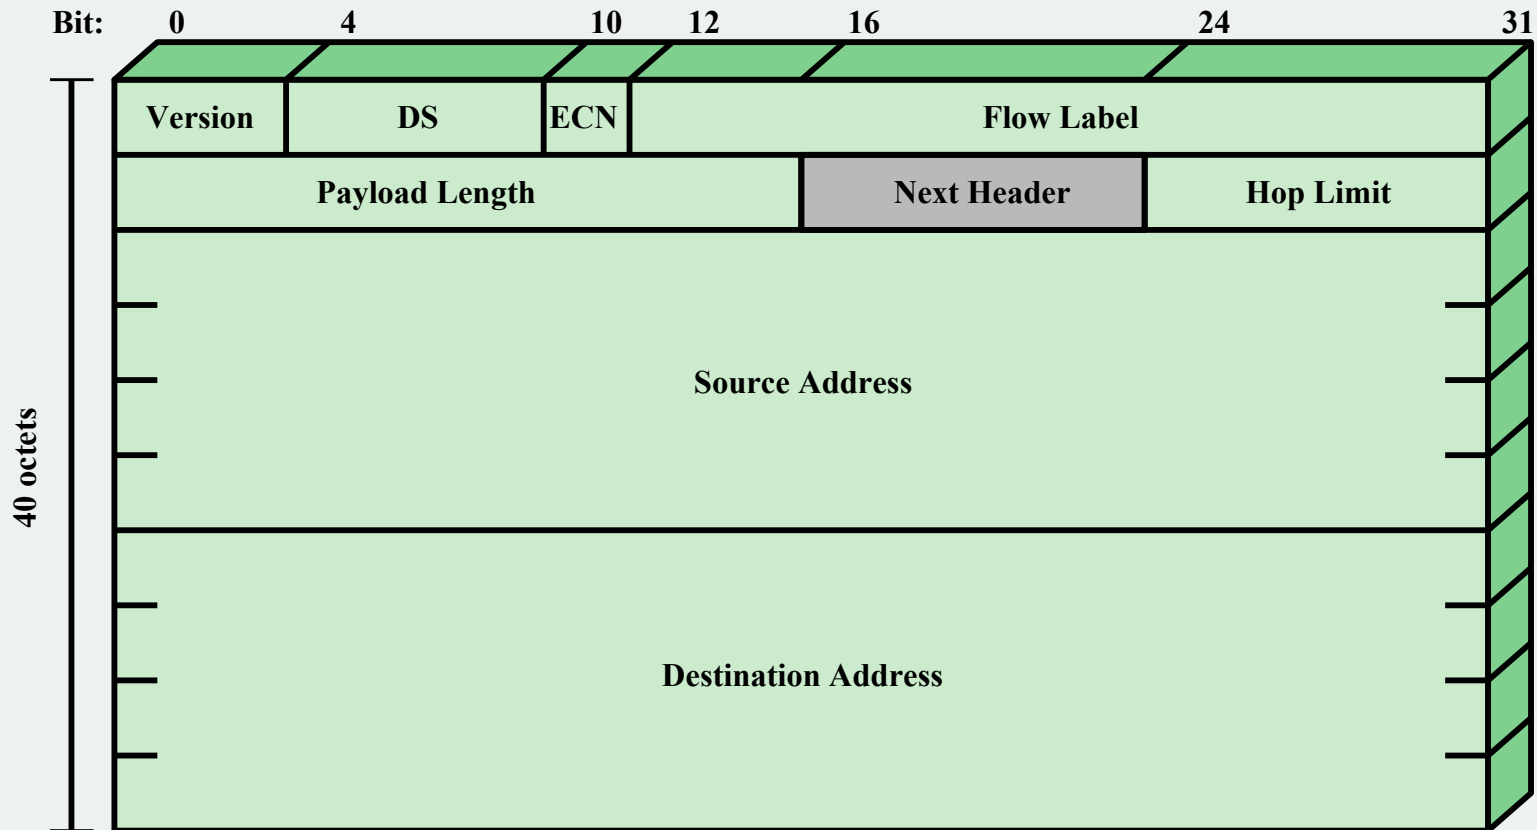 Bit: 0 4 10 12 16 24 31
Version DS ECN Flow Label
Payload Length Next Header Hop Limit
Source Address
40 octets
Destination Address